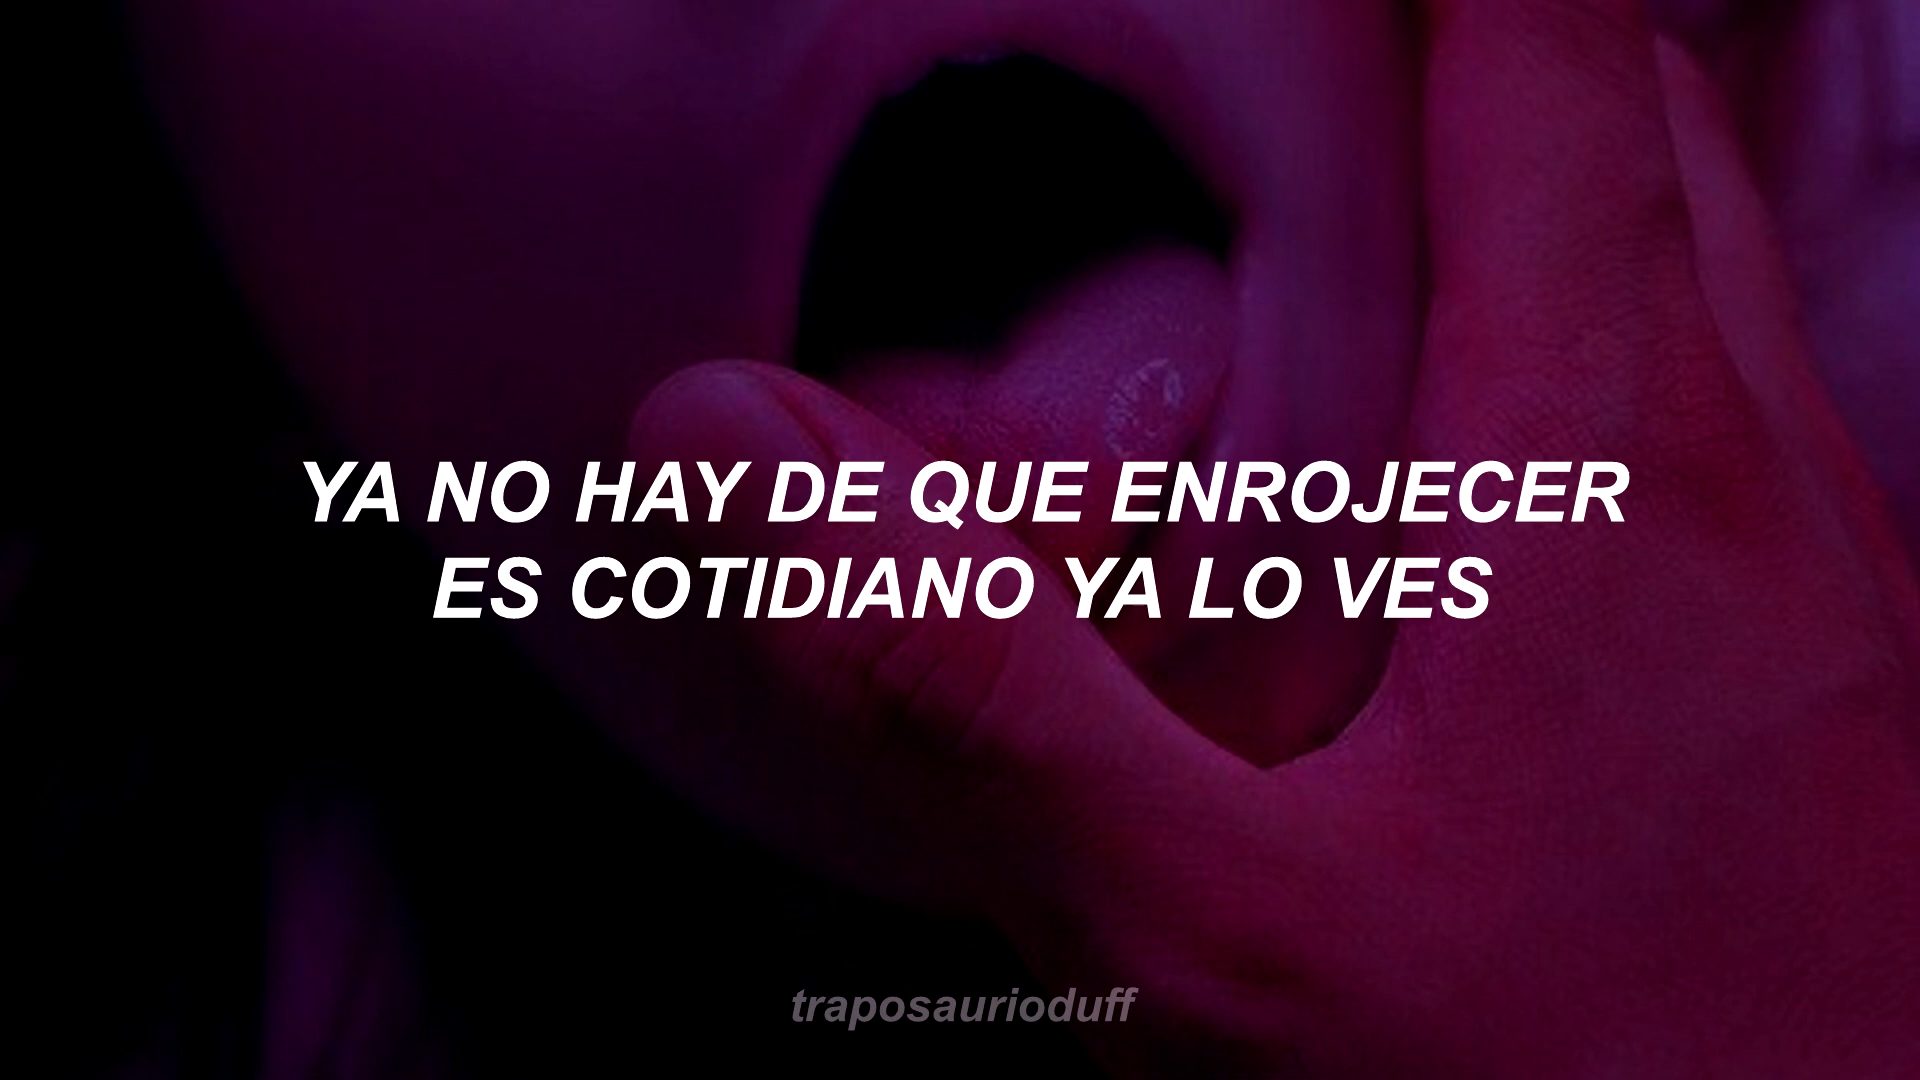 YA NO HAY DE QUE ENROJECER
ES COTIDIANO YA LO VES
traposaurioduff